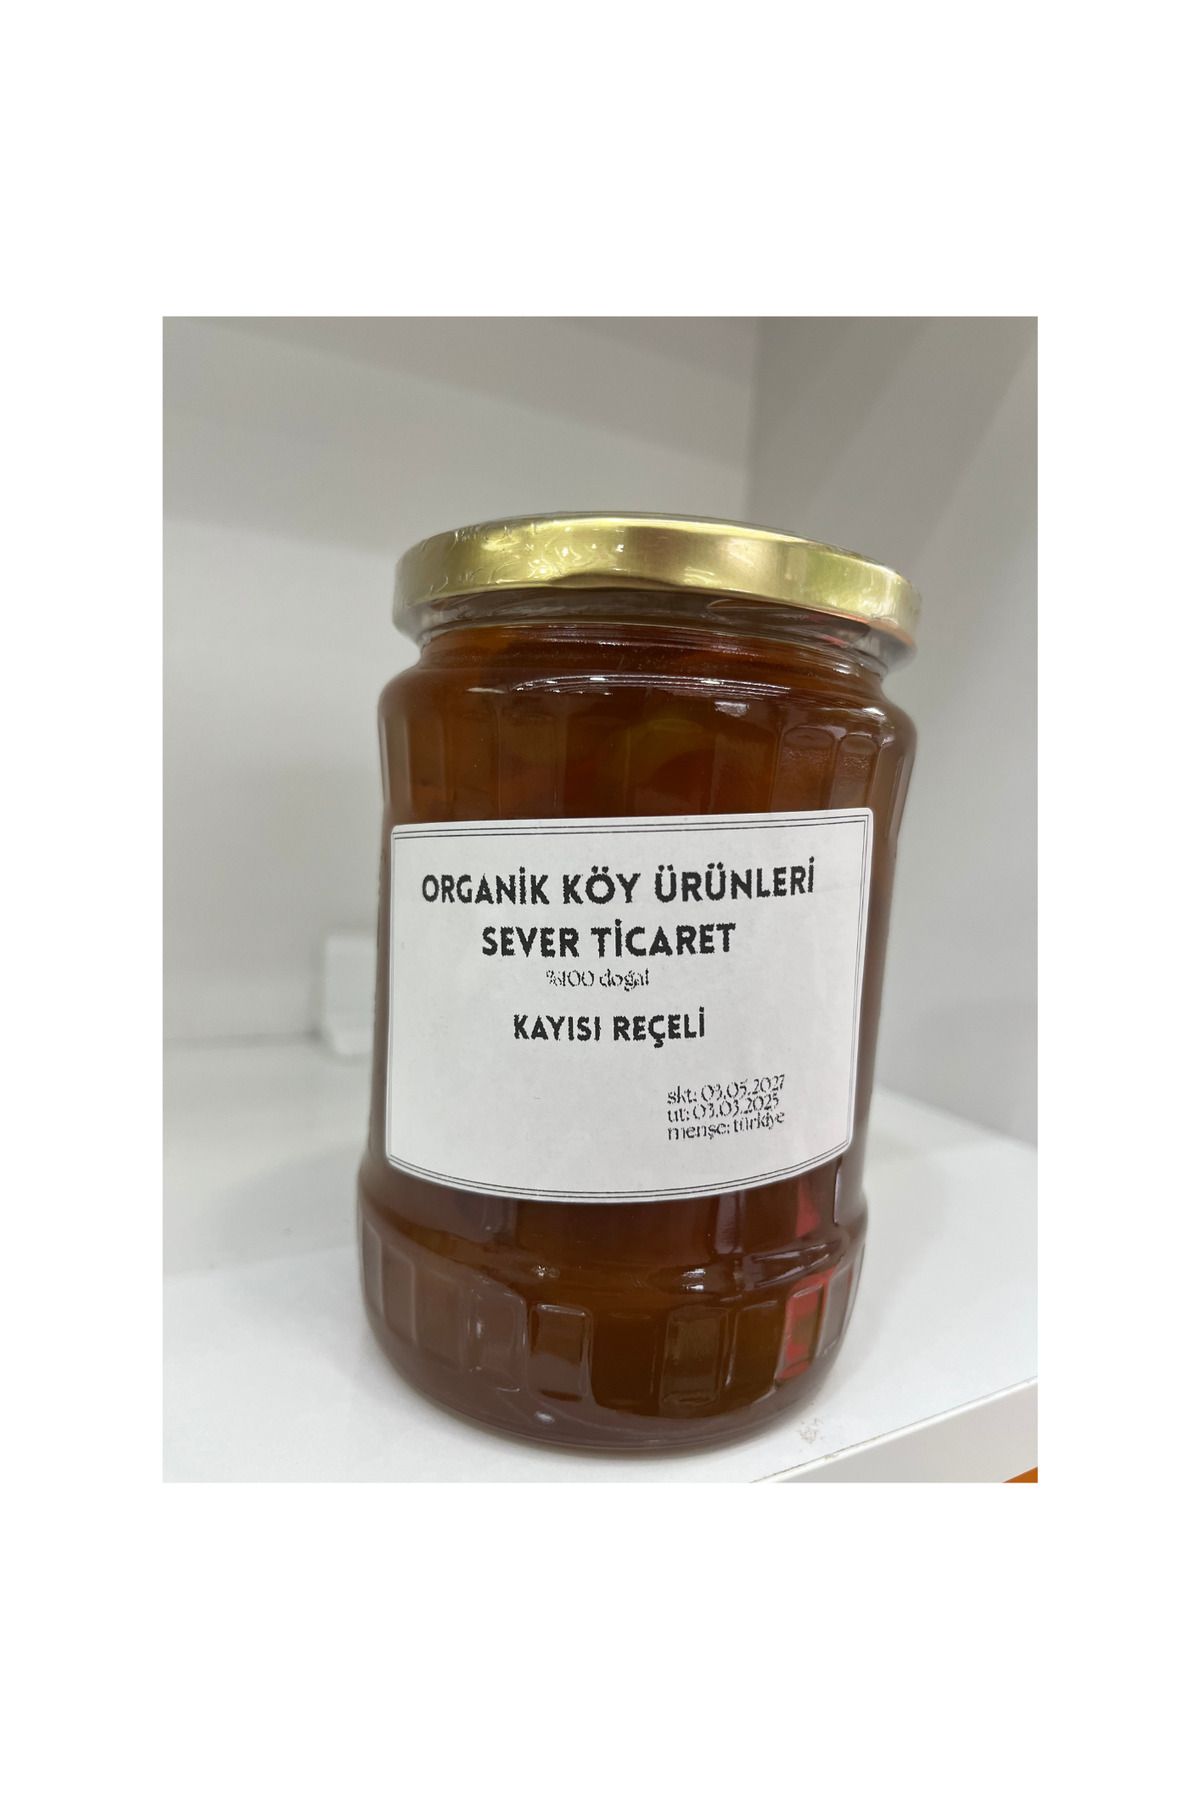 ORGANİK KÖY ÜRÜNLERİ
SEVER TİCARET
%100 doğal
KAYISI REÇELİ
skt: 03.05.2027
ut: 03.03.2025
menşe: türkiye